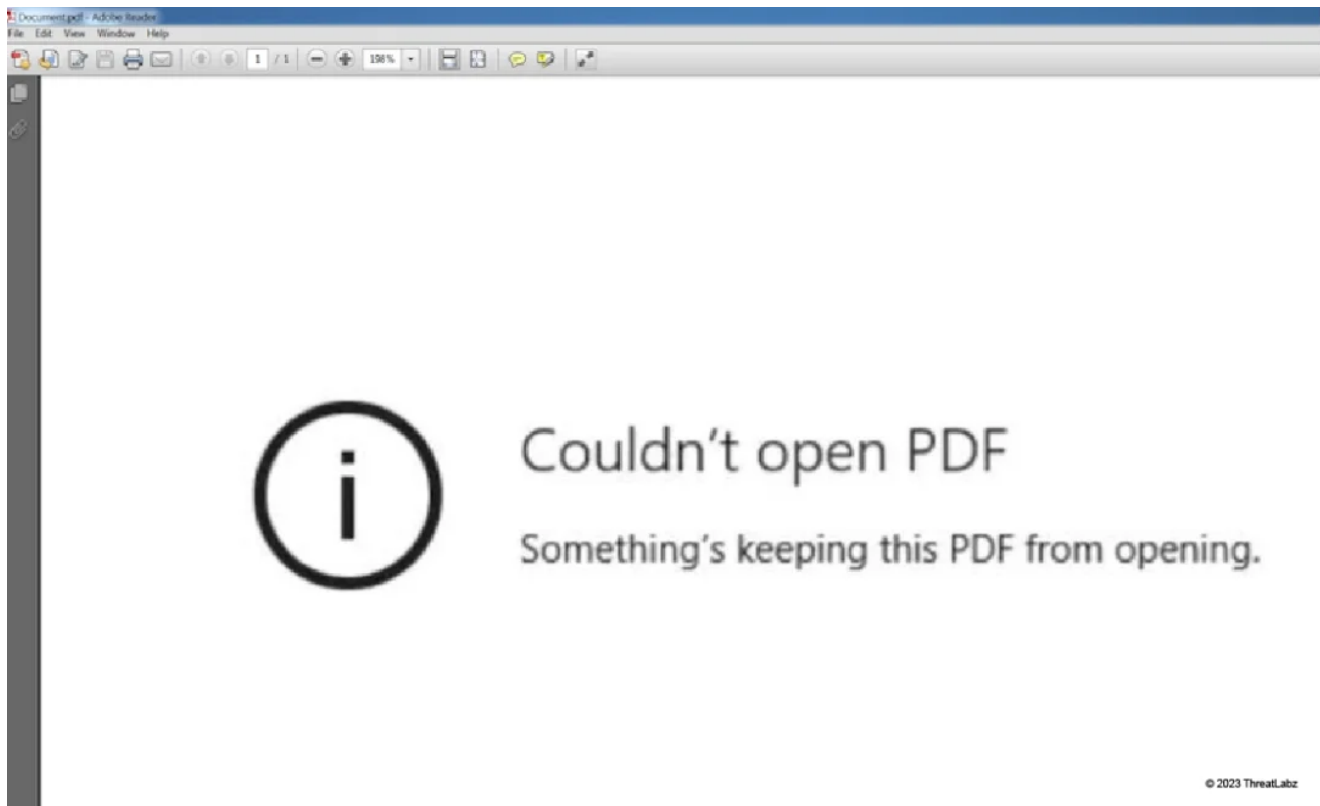 Document.pdf - Adobe Reader
File Edit View Window Help
1 / 1 198%
Couldn't open PDF
Something's keeping this PDF from opening.
© 2023 ThreatLabz